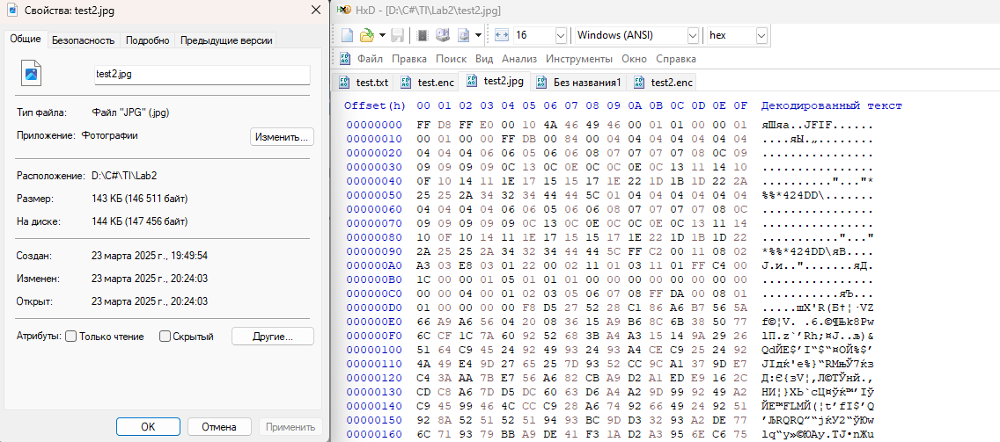 Свойства: test2.jpg
Общие Безопасность Подробно Предыдущие версии
test2.jpg
Тип файла: Файл "JPG" (.jpg)
Приложение: Фотографии Изменить...
Расположение: D:\C#\TI\Lab2
Размер: 143 КБ (146 511 байт)
На диске: 144 КБ (147 456 байт)
Создан: 23 марта 2025 г., 19:49:54
Изменен: 23 марта 2025 г., 20:24:03
Открыт: 23 марта 2025 г., 20:24:03
Атрибуты: Только чтение Скрытый Другие...
OK Отмена Применить
HxD - [D:\C#\TI\Lab2\test2.jpg]
16 Windows (ANSI) hex
Файл Правка Поиск Вид Анализ Инструменты Окно Справка
test.txt test.enc test2.jpg Без названия1 test2.enc
Offset(h) 00 01 02 03 04 05 06 07 08 09 0A 0B 0C 0D 0E 0F Декодированный текст
00000000 FF D8 FF E0 00 10 4A 46 49 46 00 01 01 00 00 01 яШяа..JFIF......
00000010 00 01 00 00 FF DB 00 84 00 04 04 04 04 04 04 04 ....яЫ.„........
00000020 04 04 04 06 06 05 06 06 08 07 07 07 07 08 0C 09 ................
00000030 09 09 09 09 0C 13 0C 0E 0C 0C 0E 0C 13 11 14 10 ................
00000040 0F 10 14 11 1E 17 15 15 17 1E 22 1D 1B 1D 22 2A .........."..."*
00000050 25 25 2A 34 32 34 44 44 5C 01 04 04 04 04 04 04 %%*424DD\.......
00000060 04 04 04 04 06 06 05 06 06 08 07 07 07 07 08 0C ................
00000070 09 09 09 09 09 0C 13 0C 0E 0C 0C 0E 0C 13 11 14 ................
00000080 10 0F 10 14 11 1E 17 15 15 17 1E 22 1D 1B 1D 22 ..........."..."
00000090 2A 25 25 2A 34 32 34 44 44 5C FF C2 00 11 08 02 *%%*424DD\яВ....
000000A0 A3 03 E8 03 01 22 00 02 11 01 03 11 01 FF C4 00 Ј.и..".......яД.
000000B0 1C 00 00 01 05 01 01 01 00 00 00 00 00 00 00 00 ................
000000C0 00 00 04 00 01 02 03 05 06 07 08 FF DA 00 08 01 ...........яЪ...
000000D0 01 00 00 00 00 F8 D5 27 52 28 C1 86 A6 B7 56 5A .....шХ'R(Б†¦·VZ
000000E0 66 A9 A6 56 04 20 08 36 15 A9 B6 8C 6B 38 50 77 f©¦V. .6.©¶Њk8Pw
000000F0 6C CF 1C 7A 60 92 52 68 3B A4 A3 15 14 9A 29 26 lП.z`’Rh;¤Ј..љ)&
00000100 51 64 C9 45 24 92 49 93 24 93 A4 CE C9 25 24 92 QdЙE$’I“$“¤ОЙ%$’
00000110 4A 49 E4 9D 27 65 25 7D 93 52 CC 9C A1 37 9D E7 JIдќ'e%}“RМњЎ7ќз
00000120 C4 3A AA 7B E7 56 A6 82 CB A9 D2 A1 ED E9 16 2C Д:Є{зV¦‚Л©ТЎнй.,
00000130 CD C8 A6 7D D5 DC 60 63 D6 A4 A2 9D 99 92 49 A2 НИ¦}ХЬ`cЦ¤ўќ™’Iў
00000140 C9 45 99 46 4C CC C9 28 A6 74 92 66 49 24 92 51 ЙE™FLМЙ(¦t’fI$’Q
00000150 92 8A 52 51 52 51 94 93 BC 9D D3 32 93 A2 DE 77 ’ЉRQRQ”“јќУ2“ўЮw
00000160 6C 71 93 79 BB A9 DE 41 F3 1A D2 A3 95 6E C6 75 lq“y»©ЮAу.ТЈ•nЖu